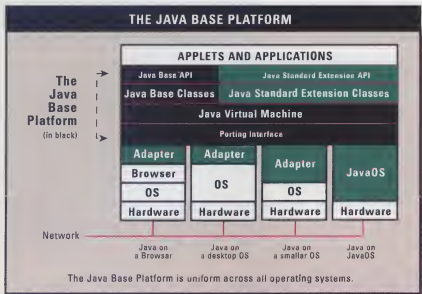 THE JAVA BASE PLATFORM
APPLETS AND APPLICATIONS
Java Base API
Java Standard Extension API
Java Base Classes
Java Standard Extension Classes
Java Virtual Machine
Porting Interface
The
Java
Base
Platform
(in black)
Adapter
Browser
OS
Hardware
Adapter
OS
Hardware
Adapter
OS
Hardware
JavaOS
Hardware
Network
Java on
a Browser
Java on
a desktop OS
Java on
a smaller OS
Java on
JavaOS
The Java Base Platform is uniform across all operating systems.